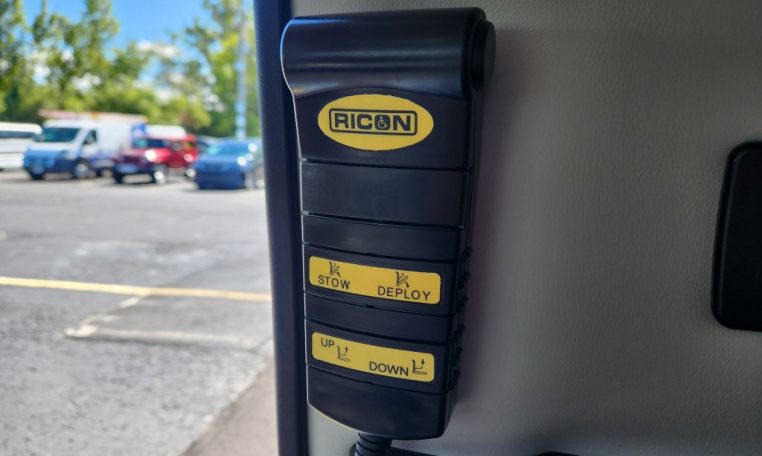 RICON
STOW DEPLOY
UP DOWN